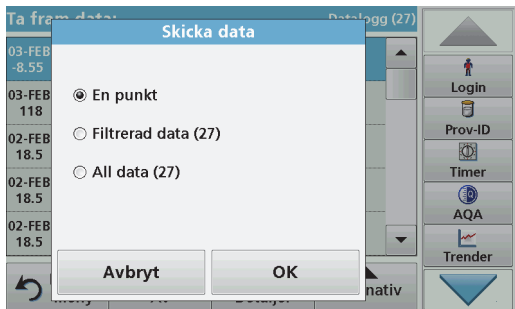 Ta fram data: Datalogg (27)
Skicka data
03-FEB
-8.55
03-FEB
118
02-FEB
18.5
02-FEB
18.5
02-FEB
18.5
En punkt
Filtrerad data (27)
All data (27)
Avbryt OK
Login
Prov-ID
Timer
AQA
Trender